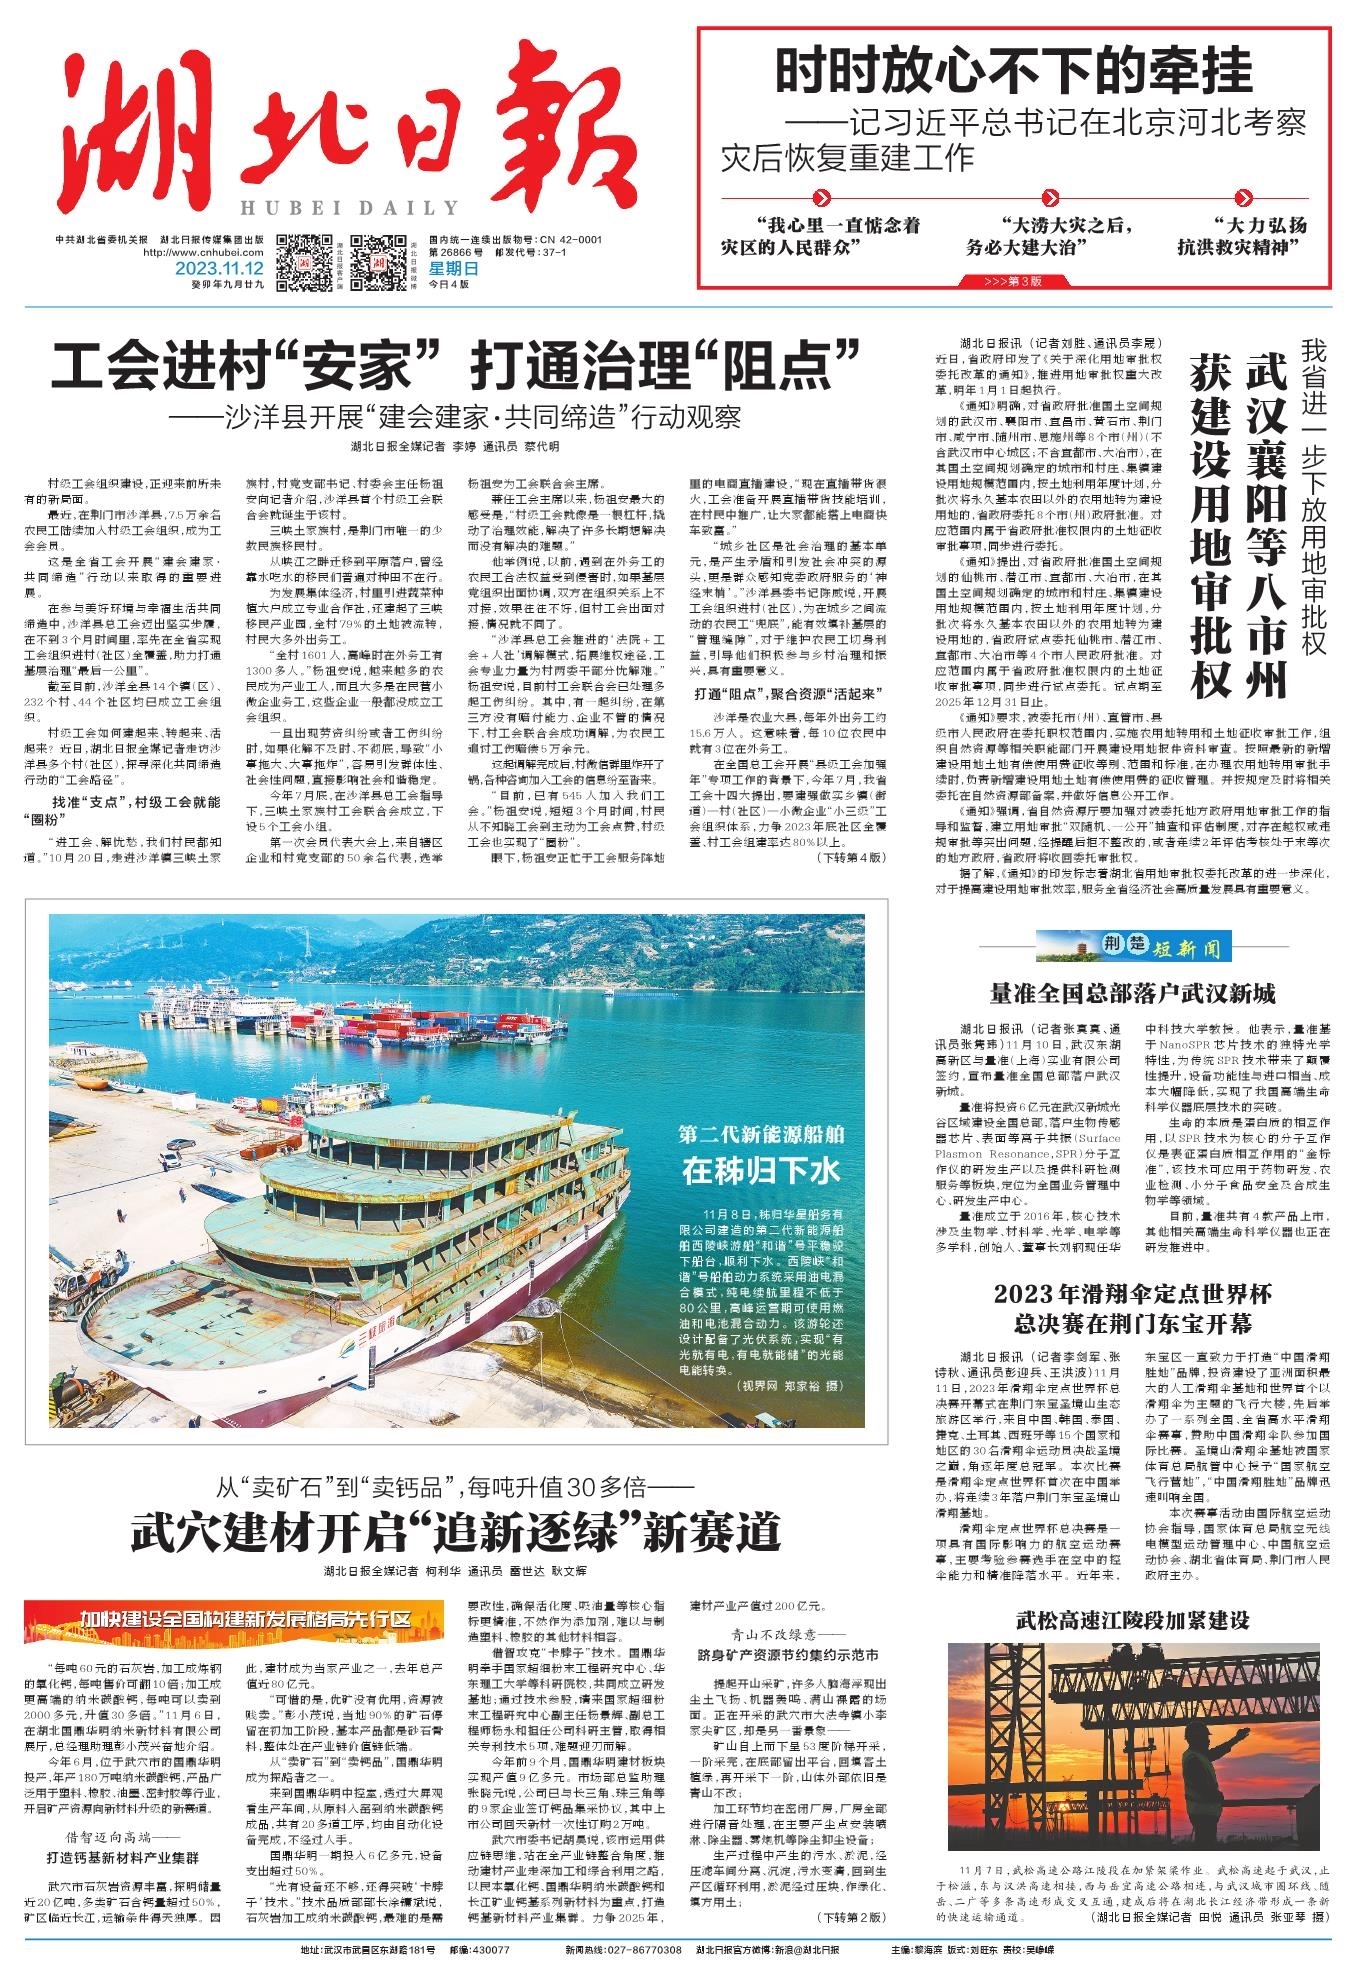 湖北日報
HUBEI DAILY
中共湖北省委机关报 湖北日报传媒集团出版
http://www.cnhubei.com
2023.11.12
癸卯年九月廿九
湖北日报客户端
湖北日报微博
国内统一连续出版物号:CN 42-0001
第26866号 邮发代号:37-1
星期日
今日4版
时时放心不下的牵挂
——记习近平总书记在北京河北考察
灾后恢复重建工作
“我心里一直惦念着
灾区的人民群众”
“大涝大灾之后,
务必大建大治”
“大力弘扬
抗洪救灾精神”
>>>第3版
工会进村“安家” 打通治理“阻点”
——沙洋县开展“建会建家·共同缔造”行动观察
湖北日报全媒记者 李婷 通讯员 蔡代明
村级工会组织建设,正迎来前所未
有的新局面。
最近,在荆门市沙洋县,7.5万余名
农民工陆续加入村级工会组织,成为工
会会员。
这是全省工会开展“建会建家·
共同缔造”行动以来取得的重要进
展。
在参与美好环境与幸福生活共同
缔造中,沙洋县总工会迈出坚实步履,
在不到3个月时间里,率先在全省实现
工会组织进村(社区)全覆盖,助力打通
基层治理“最后一公里”。
截至目前,沙洋全县14个镇(区)、
232个村、44个社区均已成立工会组
织。
村级工会如何建起来、转起来、活
起来?近日,湖北日报全媒记者走访沙
洋县多个村(社区),探寻深化共同缔造
行动的“工会路径”。
找准“支点”,村级工会就能
“圈粉”
“进工会、解忧愁,我们村民都知
道。”10月20日,走进沙洋镇三峡土家
族村,村党支部书记、村委会主任杨祖
安向记者介绍,沙洋县首个村级工会联
合会就诞生于该村。
三峡土家族村,是荆门市唯一的少
数民族移民村。
从峡江之畔迁移到平原落户,曾经
靠水吃水的移民们普遍对种田不在行。
为发展集体经济,村里引进蔬菜种
植大户成立专业合作社,还建起了三峡
移民产业园,全村79%的土地被流转,
村民大多外出务工。
“全村1601人,高峰时在外务工有
1300多人。”杨祖安说,越来越多的农
民成为产业工人,而且大多是在民营小
微企业务工,这些企业一般都没成立工
会组织。
一旦出现劳资纠纷或者工伤纠纷
时,如果化解不及时、不彻底,导致“小
事拖大、大事拖炸”,容易引发群体性、
社会性问题,直接影响社会和谐稳定。
今年7月底,在沙洋县总工会指导
下,三峡土家族村工会联合会成立,下
设5个工会小组。
第一次会员代表大会上,来自辖区
企业和村党支部的50余名代表,选举
杨祖安为工会联合会主席。
兼任工会主席以来,杨祖安最大的
感受是,“村级工会就像是一根杠杆,撬
动了治理效能,解决了许多长期想解决
而没有解决的难题。”
他举例说,以前,遇到在外务工的
农民工合法权益受到侵害时,如果基层
党组织出面协调,双方在组织关系上不
对接,效果往往不好,但村工会出面对
接,情况就不同了。
“沙洋县总工会推进的‘法院+工
会+人社’调解模式,拓展维权途径,工
会专业力量为村两委干部分忧解难。”
杨祖安说,目前村工会联合会已处理多
起工伤纠纷。其中,有一起纠纷,在第
三方没有赔付能力、企业不管的情况
下,村工会联合会成功调解,为农民工
追讨工伤赔偿5万余元。
这起调解完成后,村微信群里炸开了
锅,各种咨询加入工会的信息纷至沓来。
“目前,已有545人加入我们工
会。”杨祖安说,短短3个月时间,村民
从不知晓工会到主动为工会点赞,村级
工会也实现了“圈粉”。
眼下,杨祖安正忙于工会服务阵地
里的电商直播建设,“现在直播带货很
火,工会准备开展直播带货技能培训,
在村民中推广,让大家都能搭上电商快
车致富。”
“城乡社区是社会治理的基本单
元,是产生矛盾和引发社会冲突的源
头,更是群众感知党委政府服务的‘神
经末梢’。”沙洋县委书记陈威说,开展
工会组织进村(社区),为在城乡之间流
动的农民工“兜底”,能有效填补基层的
“管理缝隙”,对于维护农民工切身利
益,引导他们积极参与乡村治理和振
兴,具有重要意义。
打通“阻点”,聚合资源“活起来”
沙洋是农业大县,每年外出务工约
15.6万人。这意味着,每10位农民中
就有3位在外务工。
在全国总工会开展“县级工会加强
年”专项工作的背景下,今年7月,我省
工会十四大提出,要建强做实乡镇(街
道)—村(社区)—小微企业“小三级”工
会组织体系,力争2023年底社区全覆
盖、村工会组建率达80%以上。
(下转第4版)
我省进一步下放用地审批权
武汉襄阳等八市州
获建设用地审批权
湖北日报讯(记者刘胜、通讯员李晟)
近日,省政府印发了《关于深化用地审批权
委托改革的通知》,推进用地审批权重大改
革,明年1月1日起执行。
《通知》明确,对省政府批准国土空间规
划的武汉市、襄阳市、宜昌市、黄石市、荆门
市、咸宁市、随州市、恩施州等8个市(州)(不
含武汉市中心城区;不含宜都市、大冶市),在
其国土空间规划确定的城市和村庄、集镇建
设用地规模范围内,按土地利用年度计划,分
批次将永久基本农田以外的农用地转为建设
用地的,省政府委托8个市(州)政府批准。对
应范围内属于省政府批准权限内的土地征收
审批事项,同步进行委托。
《通知》提出,对省政府批准国土空间规
划的仙桃市、潜江市、宜都市、大冶市,在其
国土空间规划确定的城市和村庄、集镇建设
用地规模范围内,按土地利用年度计划,分
批次将永久基本农田以外的农用地转为建
设用地的,省政府试点委托仙桃市、潜江市、
宜都市、大冶市等4个市人民政府批准。对
应范围内属于省政府批准权限内的土地征
收审批事项,同步进行试点委托。试点期至
2025年12月31日止。
《通知》要求,被委托市(州)、直管市、县
级市人民政府在委托职权范围内,实施农用地转用和土地征收审批工作,组
织自然资源等相关职能部门开展建设用地报件资料审查。按照最新的新增
建设用地土地有偿使用费征收等别、范围和标准,在办理农用地转用审批手
续时,负责新增建设用地土地有偿使用费的征收管理。并按规定及时将相关
委托在自然资源部备案,并做好信息公开工作。
《通知》强调,省自然资源厅要加强对被委托地方政府用地审批工作的指
导和监督,建立用地审批“双随机、一公开”抽查和评估制度,对存在越权或违
规审批等突出问题,经提醒后拒不整改的,或者连续2年评估考核处于末等次
的地方政府,省政府将收回委托审批权。
据了解,《通知》的印发标志着湖北省用地审批权委托改革的进一步深化,
对于提高建设用地审批效率,服务全省经济社会高质量发展具有重要意义。
第二代新能源船舶
在秭归下水
11月8日,秭归华星船务有
限公司建造的第二代新能源船
舶西陵峡游船“和谐”号平稳驶
下船台,顺利下水。西陵峡“和
谐”号船舶动力系统采用油电混
合模式,纯电续航里程不低于
80公里,高峰运营期可使用燃
油和电池混合动力。该游轮还
设计配备了光伏系统,实现“有
光就有电,有电就能储”的光能
电能转换。
(视界网 郑家裕 摄)
三峡旅游
荆楚短新闻
量准全国总部落户武汉新城
湖北日报讯(记者张真真、通
讯员张隽玮)11月10日,武汉东湖
高新区与量准(上海)实业有限公司
签约,宣布量准全国总部落户武汉
新城。
量准将投资6亿元在武汉新城光
谷区域建设全国总部,落户生物传感
器芯片、表面等离子共振(Surface
Plasmon Resonance,SPR)分子互
作仪的研发生产以及提供科研检测
服务等板块,定位为全国业务管理中
心、研发生产中心。
量准成立于2016年,核心技术
涉及生物学、材料学、光学、电学等
多学科,创始人、董事长刘钢现任华
中科技大学教授。他表示,量准基
于NanoSPR芯片技术的独特光学
特性,为传统SPR技术带来了颠覆
性提升,设备功能性与进口相当、成
本大幅降低,实现了我国高端生命
科学仪器底层技术的突破。
生命的本质是蛋白质的相互作
用,以SPR技术为核心的分子互作
仪是表征蛋白质相互作用的“金标
准”,该技术可应用于药物研发、农
业检测、小分子食品安全及合成生
物学等领域。
目前,量准共有4款产品上市,
其他相关高端生命科学仪器也正在
研发推进中。
2023年滑翔伞定点世界杯
总决赛在荆门东宝开幕
湖北日报讯(记者李剑军、张
诗秋、通讯员彭迎兵、王洪波)11月
11日,2023年滑翔伞定点世界杯总
决赛开幕式在荆门东宝圣境山生态
旅游区举行,来自中国、韩国、泰国、
捷克、土耳其、西班牙等15个国家和
地区的30名滑翔伞运动员决战圣境
之巅,角逐年度总冠军。本次比赛
是滑翔伞定点世界杯首次在中国举
办,将连续3年落户荆门东宝圣境山
滑翔基地。
滑翔伞定点世界杯总决赛是一
项具有国际影响力的航空运动赛
事,主要考验参赛选手在空中的控
伞能力和精准降落水平。近年来,
东宝区一直致力于打造“中国滑翔
胜地”品牌,投资建设了亚洲面积最
大的人工滑翔伞基地和世界首个以
滑翔伞为主题的飞行大楼,先后举
办了一系列全国、全省高水平滑翔
伞赛事,赞助中国滑翔伞队参加国
际比赛。圣境山滑翔伞基地被国家
体育总局航管中心授予“国家航空
飞行营地”,“中国滑翔胜地”品牌迅
速叫响全国。
本次赛事活动由国际航空运动
协会指导,国家体育总局航空无线
电模型运动管理中心、中国航空运
动协会、湖北省体育局、荆门市人民
政府主办。
武松高速江陵段加紧建设
11月7日,武松高速公路江陵段在加紧架梁作业。武松高速起于武汉,止
于松滋,东与汉洪高速相接,西与岳宜高速公路相连,与武汉城市圈环线、随
岳、二广等多条高速形成交叉互通,建成后将在湖北长江经济带形成一条新
的快速运输通道。 (湖北日报全媒记者 田悦 通讯员 张亚琴 摄)
从“卖矿石”到“卖钙品”,每吨升值30多倍——
武穴建材开启“追新逐绿”新赛道
湖北日报全媒记者 柯利华 通讯员 雷世达 耿文辉
加快建设全国构建新发展格局先行区
“每吨60元的石灰岩,加工成炼钢
的氧化钙,每吨售价可翻10倍;加工成
更高端的纳米碳酸钙,每吨可以卖到
2000多元,升值30多倍。”11月6日,
在湖北国鼎华明纳米新材料有限公司
展厅,总经理助理彭小茂兴奋地介绍。
今年6月,位于武穴市的国鼎华明
投产,年产180万吨纳米碳酸钙,产品广
泛用于塑料、橡胶、油墨、密封胶等行业,
开启矿产资源向新材料升级的新赛道。
借智迈向高端——
打造钙基新材料产业集群
武穴市石灰岩资源丰富,探明储量
近20亿吨,多类矿石含钙量超过50%,
矿区临近长江,运输条件得天独厚。因
此,建材成为当家产业之一,去年总产
值近80亿元。
“可惜的是,优矿没有优用,资源被
贱卖。”彭小茂说,当地90%的矿石停
留在初加工阶段,基本产品都是砂石骨
料,整体处在产业链价值链低端。
从“卖矿石”到“卖钙品”,国鼎华明
成为探路者之一。
来到国鼎华明中控室,透过大屏观
看生产车间,从原料入窑到纳米碳酸钙
成品,共有20多道工序,均由自动化设
备完成,不经过人手。
国鼎华明一期投入6亿多元,设备
支出超过50%。
“光有设备还不够,还得突破‘卡脖
子’技术。”技术品质部部长涂镛斌说,
石灰岩加工成纳米碳酸钙,最难的是需
要改性,确保活化度、吸油量等核心指
标更精准,不然作为添加剂,难以与制
造塑料、橡胶的其他材料相容。
借智攻克“卡脖子”技术。国鼎华
明牵手国家超细粉末工程研究中心、华
东理工大学等科研院校,共同成立研发
基地;通过技术参股,请来国家超细粉
末工程研究中心副主任杨景辉、副总工
程师杨永和担任公司科研主管,取得相
关专利技术5项,难题迎刃而解。
今年前9个月,国鼎华明建材板块
实现产值9亿多元。市场部总监助理
张晓元说,公司已与长三角、珠三角等
的9家企业签订钙品集采协议,其中上
市公司回天新材一次性订购2万吨。
武穴市委书记胡昊说,该市运用供
应链思维,站在全产业链整合角度,推
动建材产业走深加工和综合利用之路,
以民本氧化钙、国鼎华明纳米碳酸钙和
长江矿业钙基系列新材料为重点,打造
钙基新材料产业集群。力争2025年,
建材产业产值过200亿元。
青山不改绿意——
跻身矿产资源节约集约示范市
提起开山采矿,许多人脑海浮现出
尘土飞扬、机器轰鸣、满山裸露的场
面。正在开采的武穴市大法寺镇小李
家尖矿区,却是另一番景象——
矿山自上而下呈53度阶梯开采,
一阶采完,在底部留出平台,回填客土
植绿,再开采下一阶,山体外部依旧是
青山不改;
加工环节均在密闭厂房,厂房全部
进行隔音处理,在主要产尘点安装喷
淋、除尘器、雾炮机等除尘抑尘设备;
生产过程中产生的污水、淤泥,经
压滤车间分离、沉淀,污水变清,回到生
产区循环利用,淤泥经过压块,作绿化、
填方用土;
(下转第2版)
地址:武汉市武昌区东湖路181号 邮编:430077 新闻热线:027-86770308 湖北日报官方微博:新浪@湖北日报 主编:黎海滨 版式:刘旺东 责校:吴峥嵘